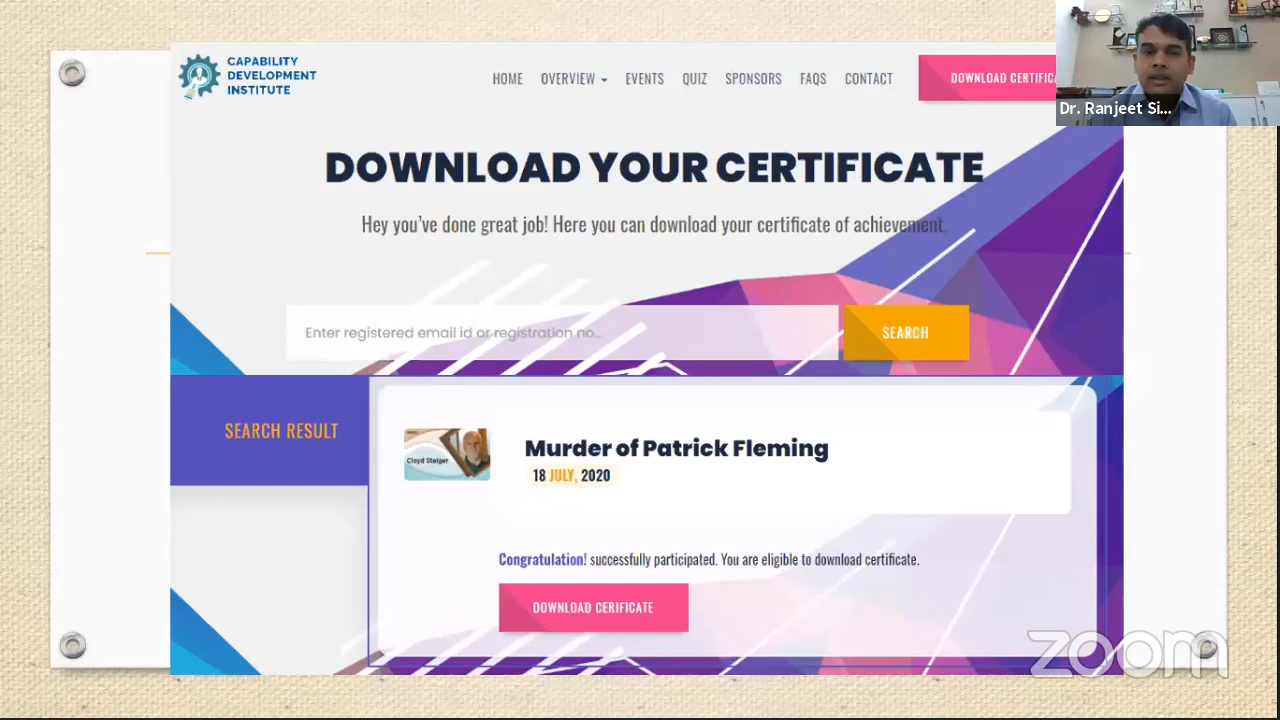 CAPABILITY
DEVELOPMENT
INSTITUTE
HOME OVERVIEW EVENTS QUIZ SPONSORS FAQS CONTACT
DOWNLOAD CERTIFICA
Dr. Ranjeet Si...
DOWNLOAD YOUR CERTIFICATE
Hey you've done great job! Here you can download your certificate of achievement.
Enter registered email id or registration no...
SEARCH
SEARCH RESULT
Cloyd Steiger
Murder of Patrick Fleming
18 JULY, 2020
Congratulation! successfully participated. You are eligible to download certificate.
DOWNLOAD CERIFICATE
zoom